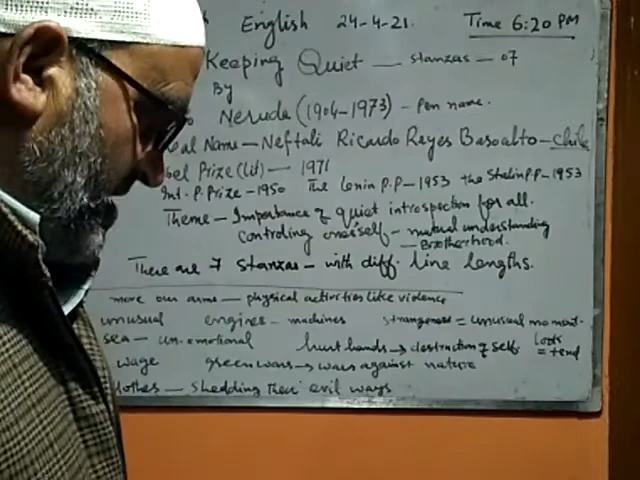 English 24-4-21. Time 6:20 PM
Keeping Quiet — stanzas — 07
By
Neruda (1904-1973) - Pen name.
Name — Neftali Ricardo Reyes Basoalto - Chile
Prize (Lit) — 1971
Int. P. Prize - 1950 The Lenin P.P - 1953 the Stalin P.P - 1953
Theme — Importance of quiet introspection for all.
Controling oneself - mutual understanding
— Brotherhood.
There are 7 Stanzas — with diff. line lengths.
move our arms — physical activities like violence
unusual engines - machines strangeness = unusual moment.
sea — un-emotional hurt hands → destruction of self
wage green wars → wars against nature
— Shedding their evil ways